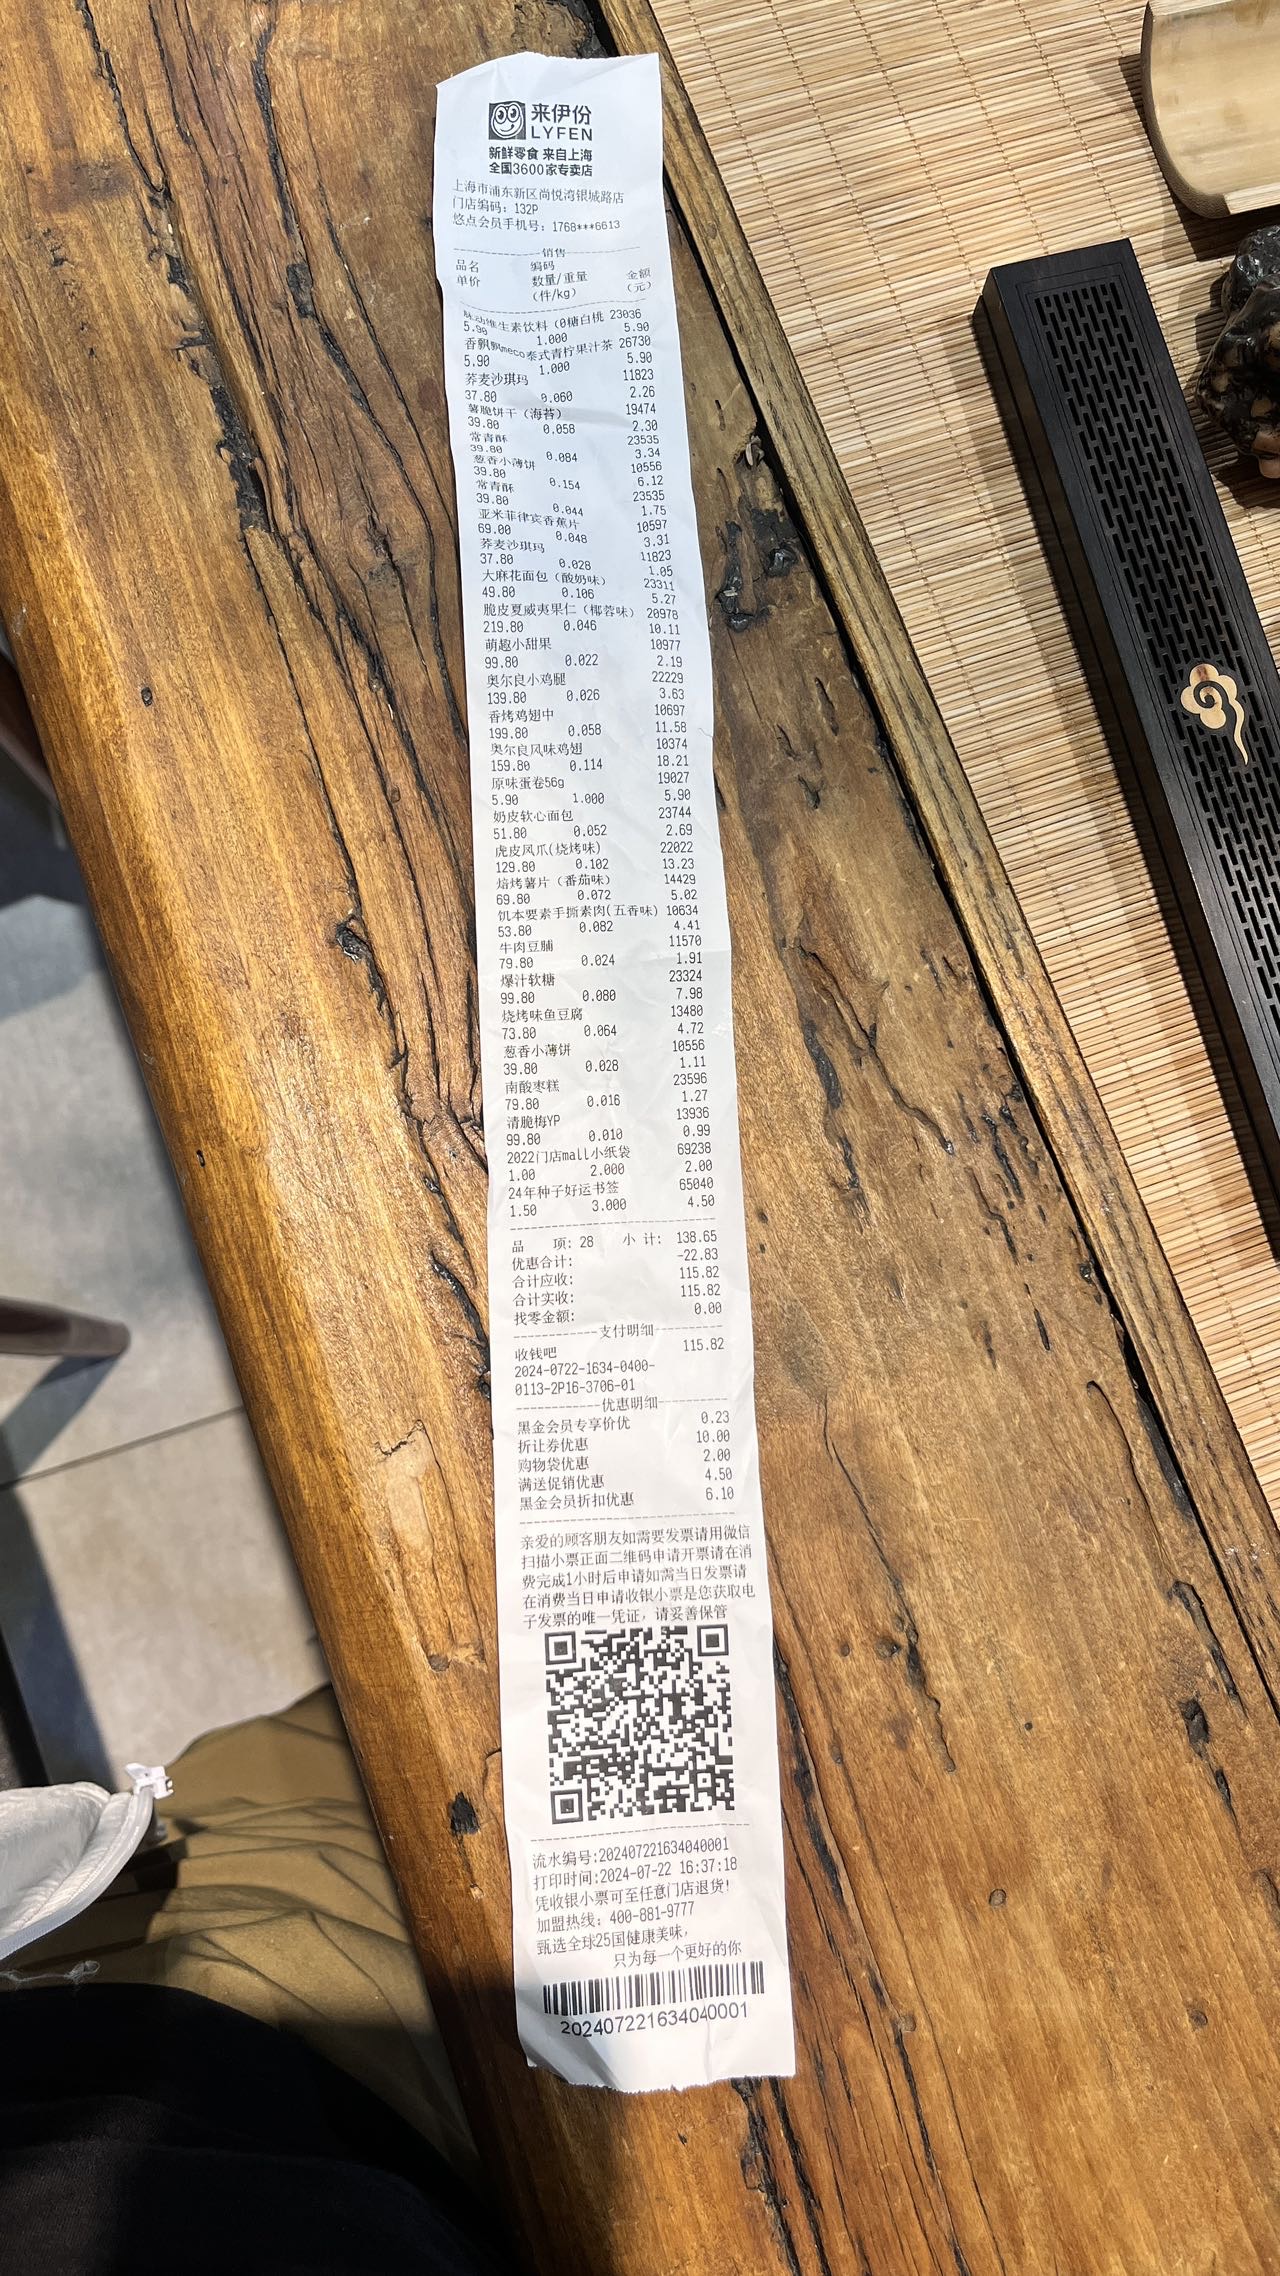 来伊份
LYFEN
新鲜零食 来自上海
全国3600家专卖店
上海市浦东新区尚悦湾银城路店
门店编码：132P
悠点会员手机号：1768***6613
销售
品名 编码
单价 数量/重量 金额
（件/kg） （元）
脉动维生素饮料（0糖白桃 23036
5.90 1.000 5.90
香飘飘meco泰式青柠果汁茶 26730
5.90 1.000 5.90
荞麦沙琪玛 11823
37.80 0.060 2.26
薯脆饼干（海苔） 19474
39.80 0.058 2.30
常青酥 23535
39.80 0.084 3.34
葱香小薄饼 10556
39.80 0.154 6.12
常青酥 23535
39.80 0.044 1.75
亚米菲律宾香蕉片 10597
69.00 0.048 3.31
荞麦沙琪玛 11823
37.80 0.028 1.05
大麻花面包（酸奶味） 23311
49.80 0.106 5.27
脆皮夏威夷果仁（椰蓉味） 20978
219.80 0.046 10.11
萌趣小甜果 10977
99.80 0.022 2.19
奥尔良小鸡腿 22229
139.80 0.026 3.63
香烤鸡翅中 10697
199.80 0.058 11.58
奥尔良风味鸡翅 10374
159.80 0.114 18.21
原味蛋卷56g 19027
5.90 1.000 5.90
奶皮软心面包 23744
51.80 0.052 2.69
虎皮凤爪(烧烤味) 22022
129.80 0.102 13.23
焙烤薯片（番茄味） 14429
69.80 0.072 5.02
饥本要素手撕素肉(五香味) 10634
53.80 0.082 4.41
牛肉豆脯 11570
79.80 0.024 1.91
爆汁软糖 23324
99.80 0.080 7.98
烧烤味鱼豆腐 13480
73.80 0.064 4.72
葱香小薄饼 10556
39.80 0.028 1.11
南酸枣糕 23596
79.80 0.016 1.27
清脆梅YP 13936
99.80 0.010 0.99
2022门店mall小纸袋 69238
1.00 2.000 2.00
24年种子好运书签 65040
1.50 3.000 4.50
品 项: 28 小 计: 138.65
优惠合计: -22.83
合计应收: 115.82
合计实收: 115.82
找零金额: 0.00
支付明细
收钱吧 115.82
2024-0722-1634-0400-
0113-2P16-3706-01
优惠明细
黑金会员专享价优 0.23
折让券优惠 10.00
购物袋优惠 2.00
满送促销优惠 4.50
黑金会员折扣优惠 6.10
亲爱的顾客朋友如需要发票请用微信
扫描小票正面二维码申请开票请在消
费完成1小时后申请如需当日发票请
在消费当日申请收银小票是您获取电
子发票的唯一凭证，请妥善保管
流水编号:202407221634040001
打印时间:2024-07-22 16:37:18
凭收银小票可至任意门店退货!
加盟热线: 400-881-9777
甄选全球25国健康美味,
只为每一个更好的你
202407221634040001